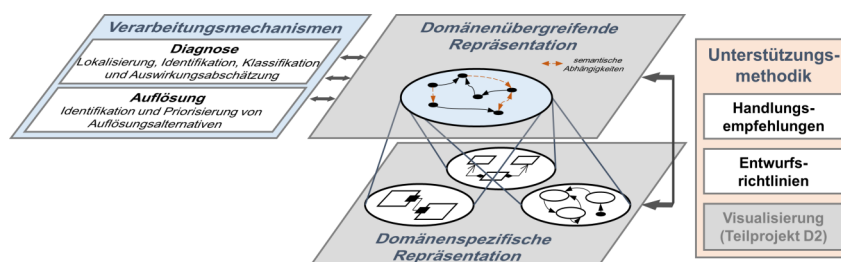 Verarbeitungsmechanismen
Diagnose
Lokalisierung, Identifikation, Klassifikation
und Auswirkungsabschätzung
Auflösung
Identifikation und Priorisierung von
Auflösungsalternativen
Domänenübergreifende
Repräsentation
semantische
Abhängigkeiten
Domänenspezifische
Repräsentation
Unterstützungs-
methodik
Handlungs-
empfehlungen
Entwurfs-
richtlinien
Visualisierung
(Teilprojekt D2)